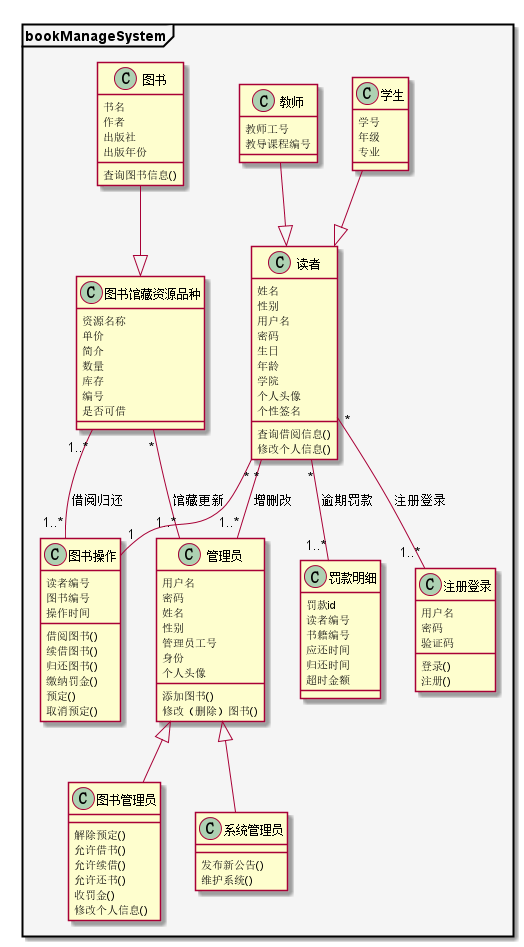 bookManageSystem
C 图书
书名
作者
出版社
出版年份
查询图书信息()
C 教师
教师工号
教导课程编号
C 学生
学号
年级
专业
C 图书馆藏资源品种
资源名称
单价
简介
数量
库存
编号
是否可借
C 读者
姓名
性别
用户名
密码
生日
年龄
学院
个人头像
个性签名
查询借阅信息()
修改个人信息()
1..*
*
*
*
*
*
借阅归还
馆藏更新
增删改
逾期罚款
注册登录
1..*
1..*
1
1..*
1..*
1..*
C 图书操作
读者编号
图书编号
操作时间
借阅图书()
续借图书()
归还图书()
缴纳罚金()
预定()
取消预定()
C 管理员
用户名
密码
姓名
性别
管理员工号
身份
个人头像
添加图书()
修改（删除）图书()
C 罚款明细
罚款id
读者编号
书籍编号
应还时间
归还时间
超时金额
C 注册登录
用户名
密码
验证码
登录()
注册()
C 图书管理员
解除预定()
允许借书()
允许续借()
允许还书()
收罚金()
修改个人信息()
C 系统管理员
发布新公告()
维护系统()